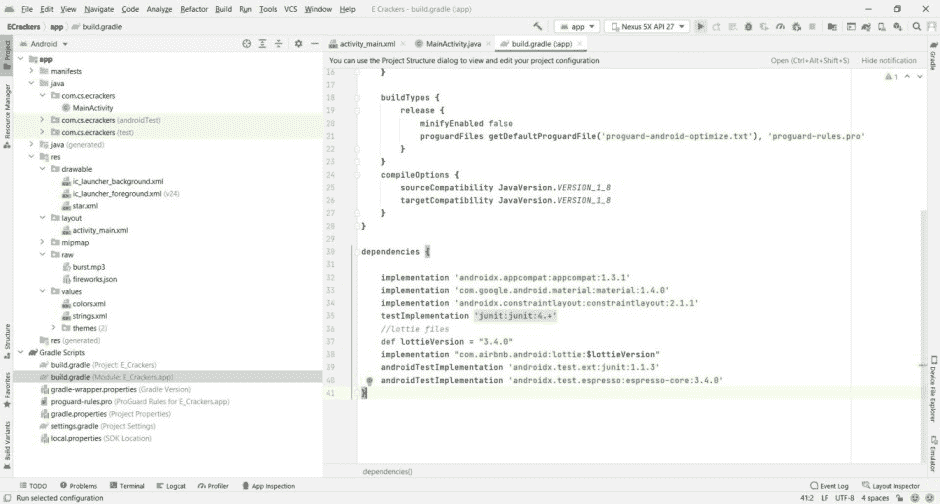 File Edit View Navigate Code Analyze Refactor Build Run Tools VCS Window Help E Crackers - build.gradle (:app)
ECrackers app build.gradle
app Nexus 5X API 27
Android
activity_main.xml MainActivity.java build.gradle (:app)
You can use the Project Structure dialog to view and edit your project configuration Open (Ctrl+Alt+Shift+S) Hide notification
Project
Resource Manager
Structure
Favorites
Build Variants
app
manifests
java
com.cs.ecrackers
MainActivity
com.cs.ecrackers (androidTest)
com.cs.ecrackers (test)
java (generated)
res
drawable
ic_launcher_background.xml
ic_launcher_foreground.xml (v24)
star.xml
layout
activity_main.xml
mipmap
raw
burst.mp3
fireworks.json
values
colors.xml
strings.xml
themes (2)
res (generated)
Gradle Scripts
build.gradle (Project: E_Crackers)
build.gradle (Module: E_Crackers.app)
gradle-wrapper.properties (Gradle Version)
proguard-rules.pro (ProGuard Rules for E_Crackers.app)
gradle.properties (Project Properties)
settings.gradle (Project Settings)
local.properties (SDK Location)
16 }
17
18 buildTypes {
19 release {
20 minifyEnabled false
21 proguardFiles getDefaultProguardFile('proguard-android-optimize.txt'), 'proguard-rules.pro'
22 }
23 }
24 compileOptions {
25 sourceCompatibility JavaVersion.VERSION_1_8
26 targetCompatibility JavaVersion.VERSION_1_8
27 }
28 }
29
30 dependencies {
31
32 implementation 'androidx.appcompat:appcompat:1.3.1'
33 implementation 'com.google.android.material:material:1.4.0'
34 implementation 'androidx.constraintlayout:constraintlayout:2.1.1'
35 testImplementation 'junit:junit:4.+'
36 //lottie files
37 def lottieVersion = "3.4.0"
38 implementation "com.airbnb.android:lottie:$lottieVersion"
39 androidTestImplementation 'androidx.test.ext:junit:1.1.3'
40 androidTestImplementation 'androidx.test.espresso:espresso-core:3.4.0'
41 }
1
Gradle
Device File Explorer
Emulator
dependencies{}
TODO Problems Terminal Logcat Profiler App Inspection Event Log Layout Inspector
Run selected configuration 41:2 LF UTF-8 4 spaces